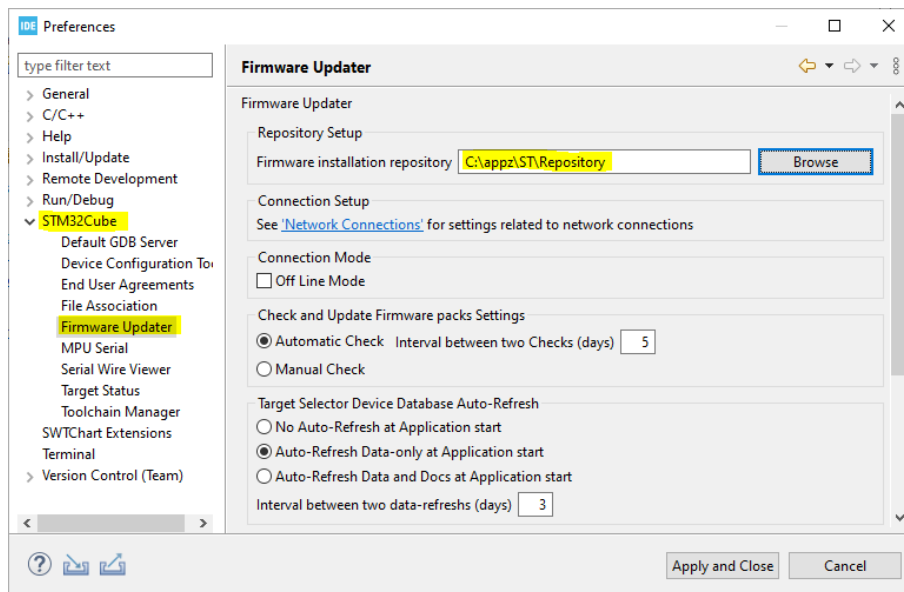 IDE Preferences
type filter text
General
C/C++
Help
Install/Update
Remote Development
Run/Debug
STM32Cube
Default GDB Server
Device Configuration To
End User Agreements
File Association
Firmware Updater
MPU Serial
Serial Wire Viewer
Target Status
Toolchain Manager
SWTChart Extensions
Terminal
Version Control (Team)
Firmware Updater
Firmware Updater
Repository Setup
Firmware installation repository C:\appz\ST\Repository Browse
Connection Setup
See 'Network Connections' for settings related to network connections
Connection Mode
Off Line Mode
Check and Update Firmware packs Settings
Automatic Check Interval between two Checks (days) 5
Manual Check
Target Selector Device Database Auto-Refresh
No Auto-Refresh at Application start
Auto-Refresh Data-only at Application start
Auto-Refresh Data and Docs at Application start
Interval between two data-refreshs (days) 3
? Apply and Close Cancel